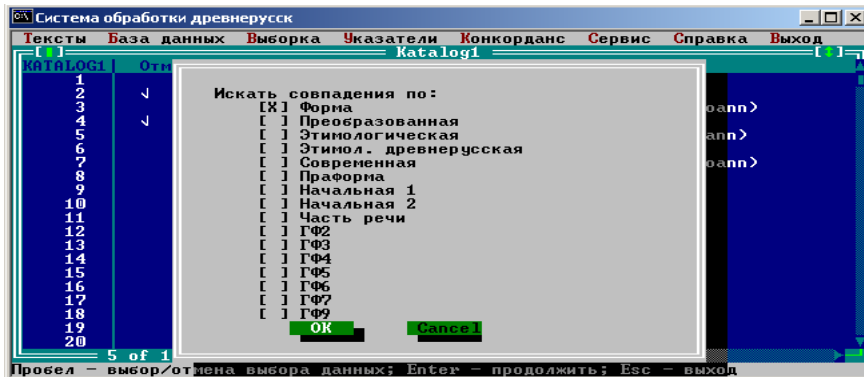 Система обработки древнерусск
Тексты База данных Выборка Указатели Конкорданс Сервис Справка Выход
[■] Katalog1 [↕]
KATALOG1 Отм
1
2 √
Искать совпадения по:
3 [X] Форма oann)
4 √ [ ] Преобразованная
5 [ ] Этимологическая ann)
6 [ ] Этимол. древнерусская
7 [ ] Современная oann)
8 [ ] Праформа
9 [ ] Начальная 1
10 [ ] Начальная 2
11 [ ] Часть речи
12 [ ] ГФ2
13 [ ] ГФ3
14 [ ] ГФ4
15 [ ] ГФ5
16 [ ] ГФ6
17 [ ] ГФ7
18 [ ] ГФ9
19 OK Cancel
20
5 of 1
Пробел - выбор/отмена выбора данных; Enter - продолжить; Esc - выход